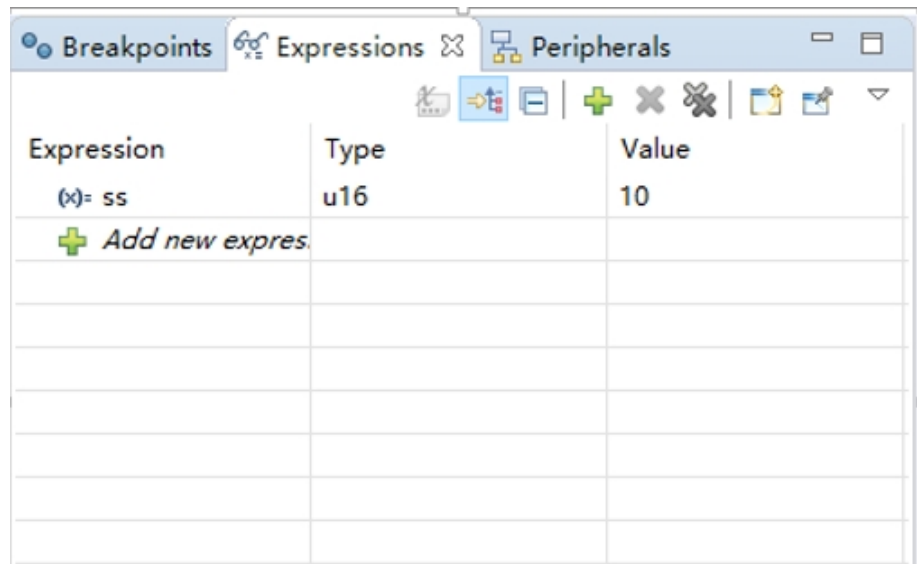 Breakpoints Expressions Peripherals
Expression Type Value
(x)= ss u16 10
Add new expres